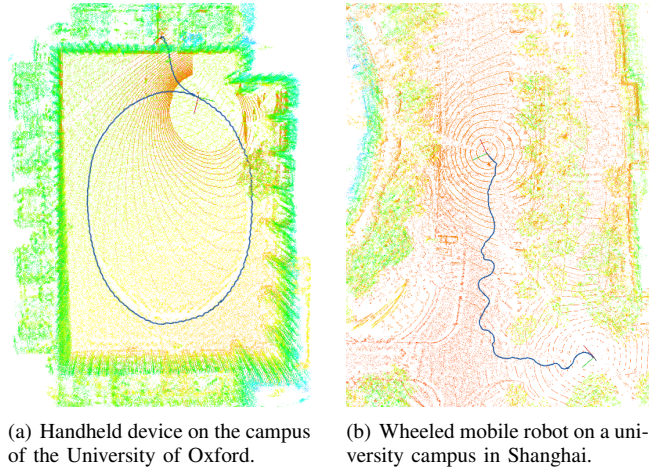 (a) Handheld device on the campus
of the University of Oxford.
(b) Wheeled mobile robot on a uni-
versity campus in Shanghai.